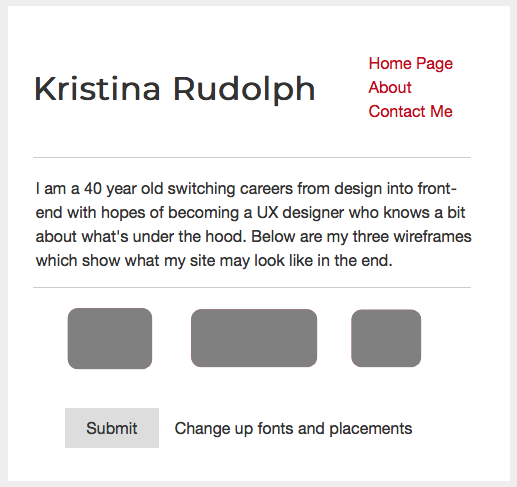 Kristina Rudolph
Home Page
About
Contact Me
I am a 40 year old switching careers from design into front-
end with hopes of becoming a UX designer who knows a bit
about what's under the hood. Below are my three wireframes
which show what my site may look like in the end.
Submit
Change up fonts and placements